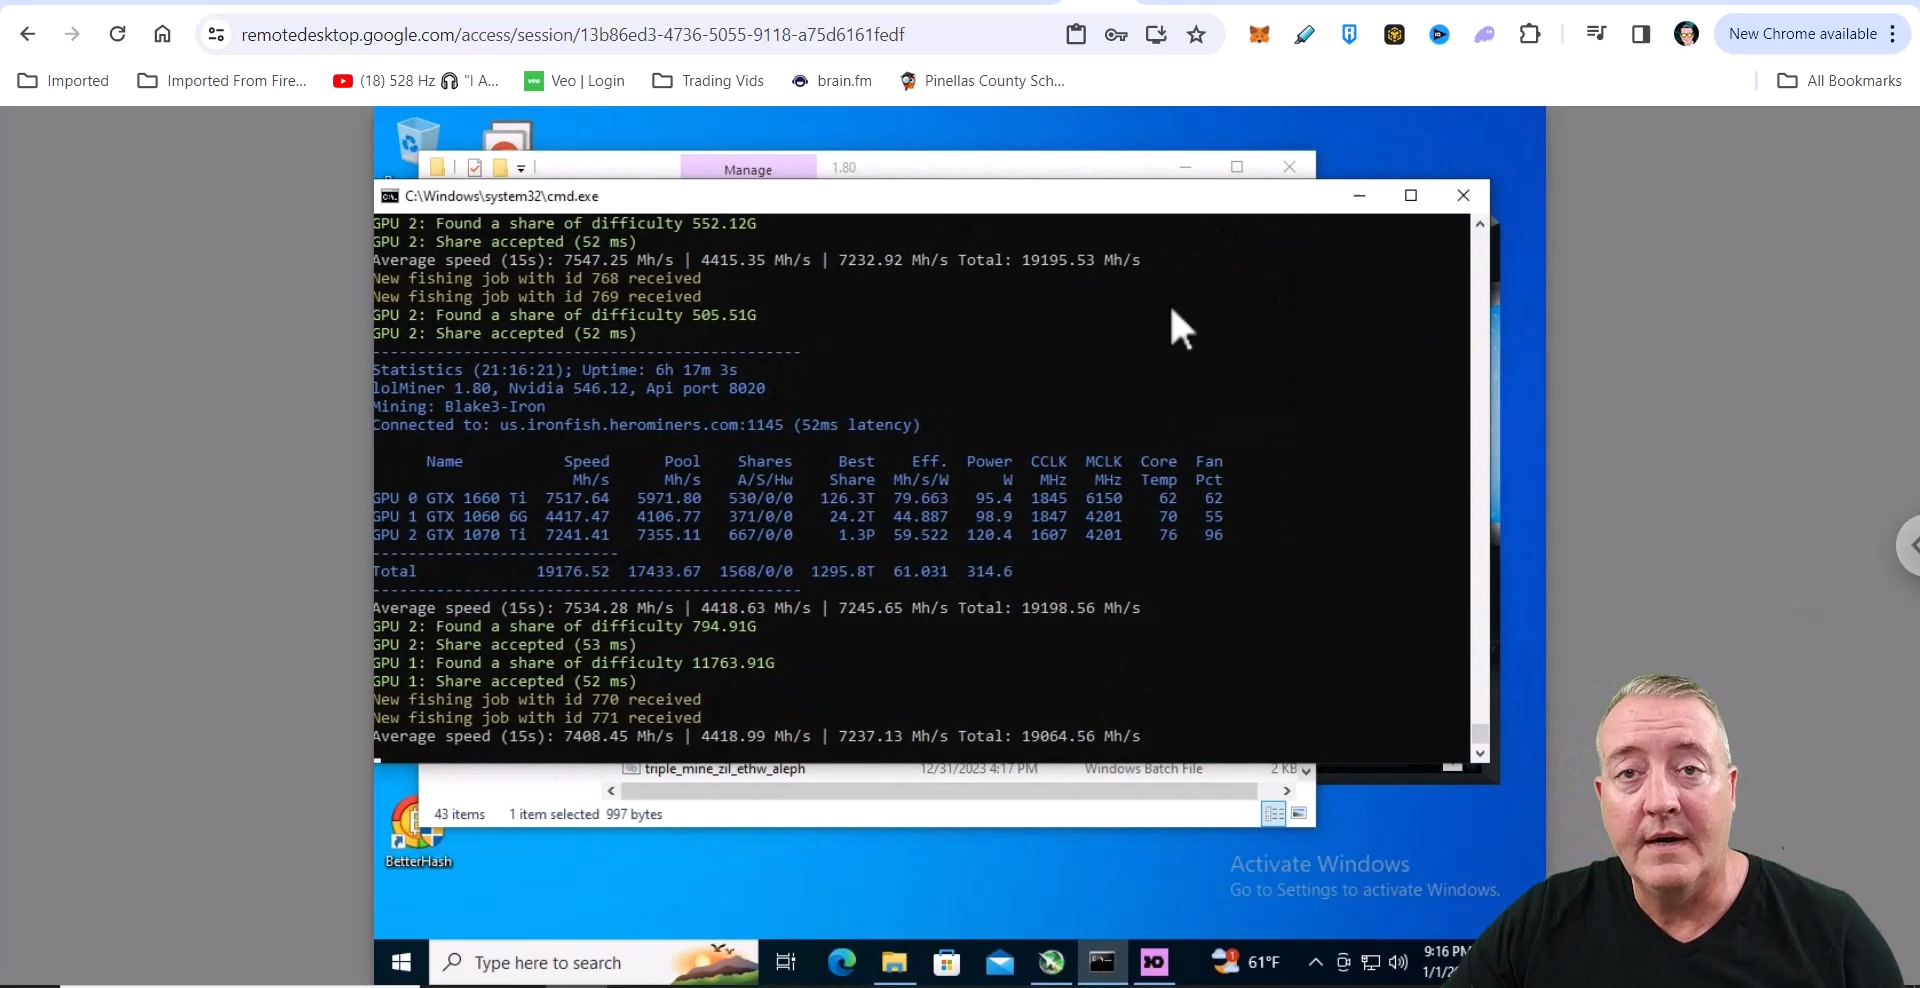 remotedesktop.google.com/access/session/13b86ed3-4736-5055-9118-a75d6161fedf
New Chrome available
Imported
Imported From Fire...
(18) 528 Hz 🎧 "I A...
Veo | Login
Trading Vids
brain.fm
Pinellas County Sch...
All Bookmarks
Manage
1.80
C:\Windows\system32\cmd.exe
GPU 2: Found a share of difficulty 552.12G
GPU 2: Share accepted (52 ms)
Average speed (15s): 7547.25 Mh/s | 4415.35 Mh/s | 7232.92 Mh/s Total: 19195.53 Mh/s
New fishing job with id 768 received
New fishing job with id 769 received
GPU 2: Found a share of difficulty 505.51G
GPU 2: Share accepted (52 ms)
-----------------------------------------------
Statistics (21:16:21); Uptime: 6h 17m 3s
lolMiner 1.80, Nvidia 546.12, Api port 8020
Mining: Blake3-Iron
Connected to: us.ironfish.herominers.com:1145 (52ms latency)
Name Speed Pool Shares Best Eff. Power CCLK MCLK Core Fan
Mh/s Mh/s A/S/Hw Share Mh/s/W W MHz MHz Temp Pct
GPU 0 GTX 1660 Ti 7517.64 5971.80 530/0/0 126.3T 79.663 95.4 1845 6150 62 62
GPU 1 GTX 1060 6G 4417.47 4106.77 371/0/0 24.2T 44.887 98.9 1847 4201 70 55
GPU 2 GTX 1070 Ti 7241.41 7355.11 667/0/0 1.3P 59.522 120.4 1607 4201 76 96
---------------------------
Total 19176.52 17433.67 1568/0/0 1295.8T 61.031 314.6
-----------------------------------------------
Average speed (15s): 7534.28 Mh/s | 4418.63 Mh/s | 7245.65 Mh/s Total: 19198.56 Mh/s
GPU 2: Found a share of difficulty 794.91G
GPU 2: Share accepted (53 ms)
GPU 1: Found a share of difficulty 11763.91G
GPU 1: Share accepted (52 ms)
New fishing job with id 770 received
New fishing job with id 771 received
Average speed (15s): 7408.45 Mh/s | 4418.99 Mh/s | 7237.13 Mh/s Total: 19064.56 Mh/s
triple_mine_zil_ethw_aleph 12/31/2023 4:17 PM Windows Batch File 2 KB
43 items 1 item selected 997 bytes
BetterHash
Activate Windows
Go to Settings to activate Windows.
Type here to search
61°F
9:16 PM
1/1/2